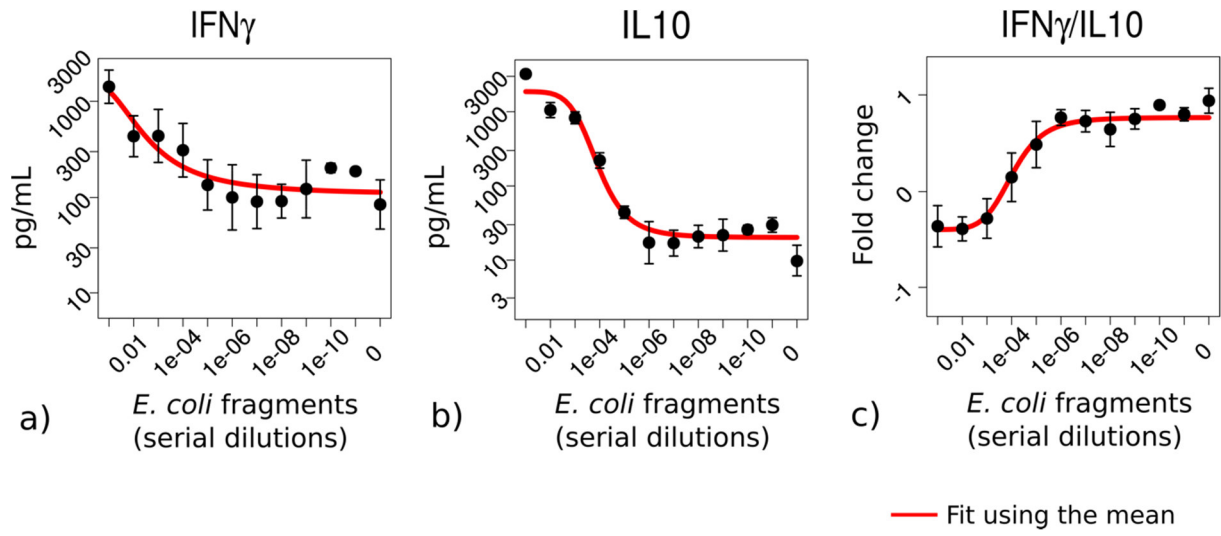 IFNγ
3000
1000
300
100
30
10
pg/mL
0.01
1e-04
1e-06
1e-08
1e-10
0
E. coli fragments
(serial dilutions)
a)
IL10
3000
1000
300
100
30
10
3
pg/mL
0.01
1e-04
1e-06
1e-08
1e-10
0
E. coli fragments
(serial dilutions)
b)
IFNγ/IL10
1
0
-1
Fold change
0.01
1e-04
1e-06
1e-08
1e-10
0
E. coli fragments
(serial dilutions)
c)
Fit using the mean